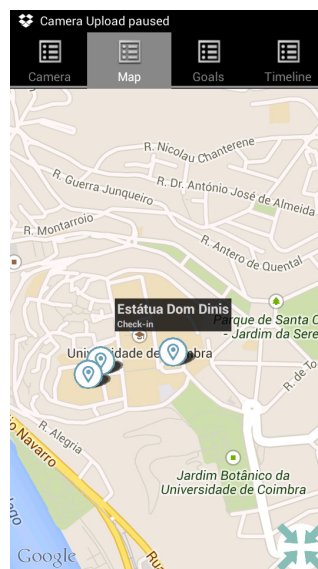 Camera Upload paused
Camera
Map
Goals
Timeline
R. Nicolau Chanterene
R. Guerra Junqueiro
R. Dr. António José de Almeida
R. Montarroio
R. Antero de Quental
Estátua Dom Dinis
Check-in
Parque de Santa C
- Jardim da Sere
de
bra
R. de To
R. Alegria
Navarro
Jardim Botânico da
Universidade de Coimbra
Rua
Google